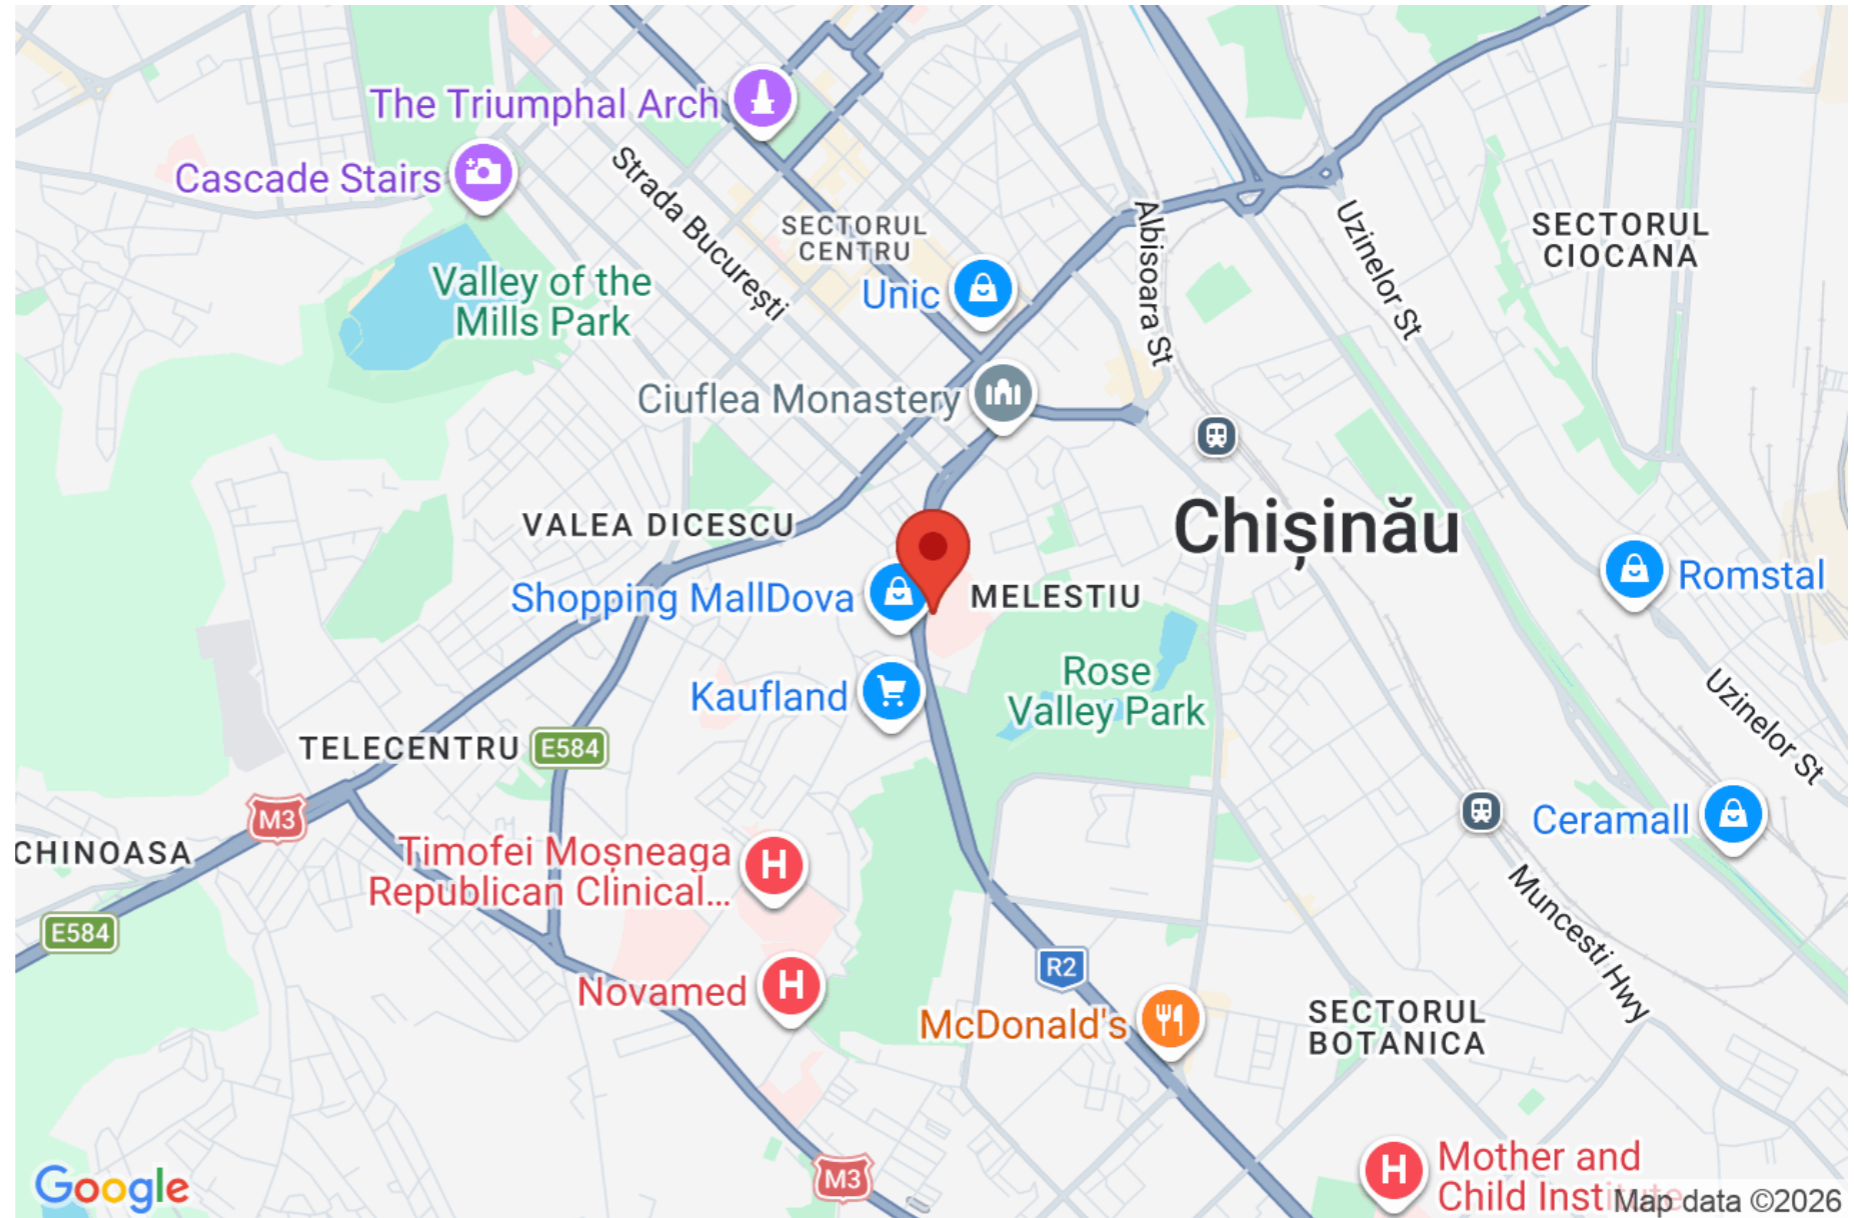 The Triumphal Arch
Cascade Stairs
Strada București
SECTORUL
CENTRU
Albisoara St
Uzinelor St
SECTORUL
CIOCANA
Valley of the
Mills Park
Unic
Ciuflea Monastery
VALEA DICESCU
Chișinău
Shopping MallDova
MELESTIU
Romstal
Rose
Valley Park
Kaufland
Uzinelor St
TELECENTRU
E584
M3
Ceramall
CHINOASA
Timofei Moșneaga
Republican Clinical...
H
Muncesti Hwy
E584
R2
Novamed
H
McDonald's
SECTORUL
BOTANICA
M3
H
Mother and
Child Institute
Google
Map data ©2026